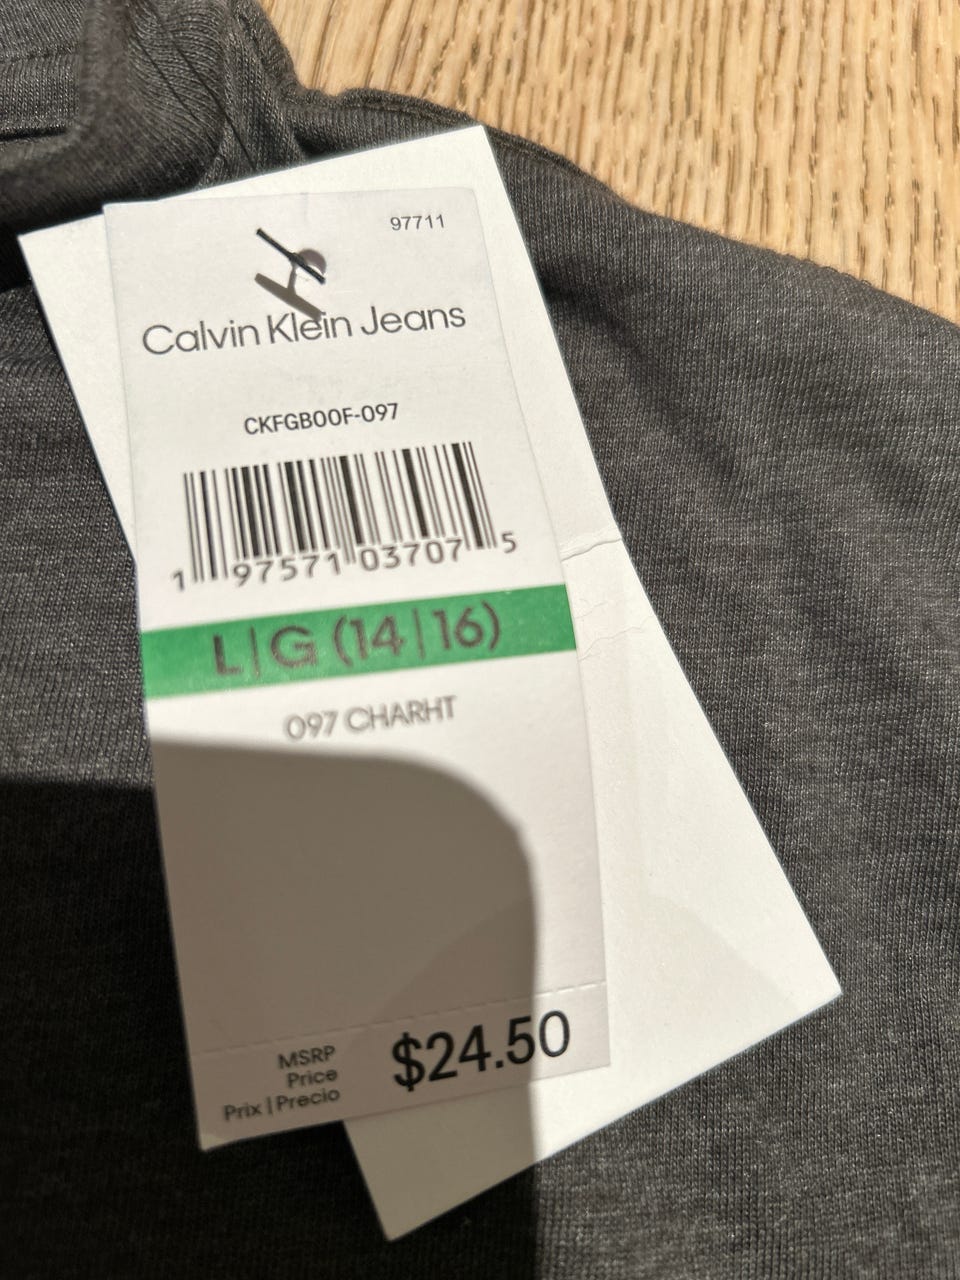 97711
Calvin Klein Jeans
CKFGB00F-097
1 97571 03707 5
L|G (14|16)
097 CHARHT
MSRP
Price
Prix|Precio
$24.50